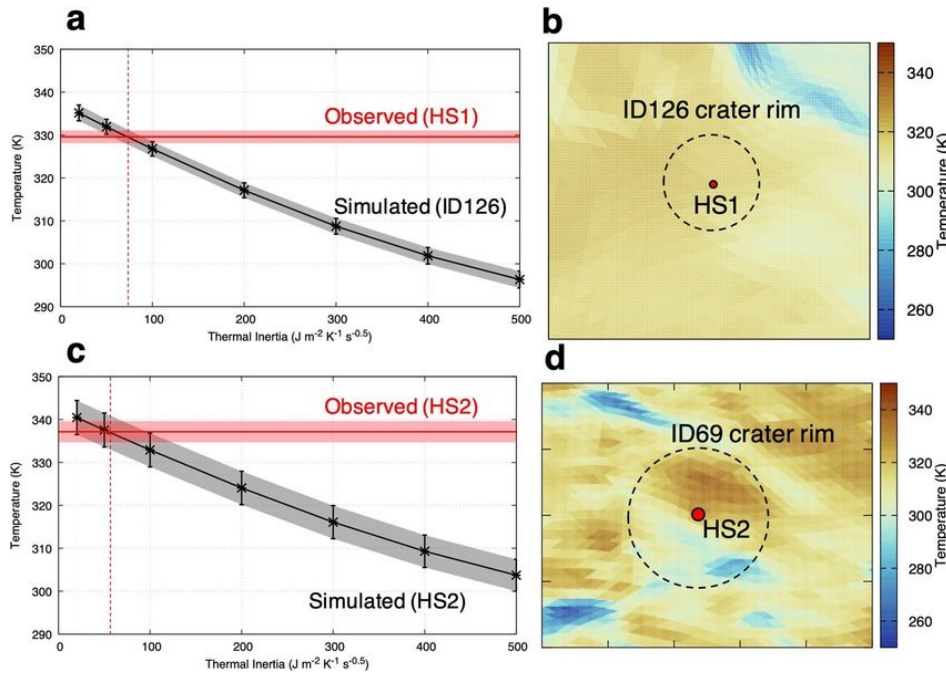 a
350
340
330
320
310
300
290
Temperature (K)
Observed (HS1)
Simulated (ID126)
0 100 200 300 400 500
Thermal Inertia (J m-2 K-1 s-0.5)
b
ID126 crater rim
HS1
340
320
300
280
260
Temperature (K)
c
350
340
330
320
310
300
290
Temperature (K)
Observed (HS2)
Simulated (HS2)
0 100 200 300 400 500
Thermal Inertia (J m-2 K-1 s-0.5)
d
ID69 crater rim
HS2
340
320
300
280
260
Temperature (K)